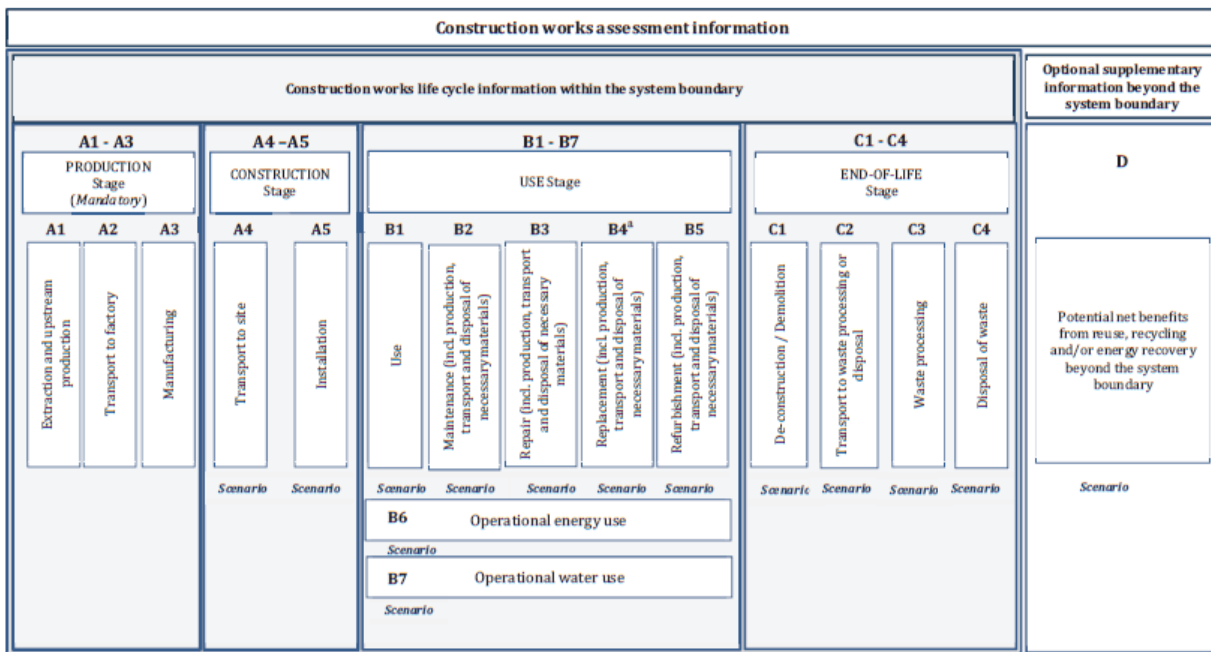 Construction works assessment information
Construction works life cycle information within the system boundary
Optional supplementary
information beyond the
system boundary
A1 - A3
PRODUCTION
Stage
(Mandatory)
A4 –A5
CONSTRUCTION
Stage
B1 - B7
USE Stage
C1 - C4
END-OF-LIFE
Stage
D
A1
A2
A3
A4
A5
B1
B2
B3
B4ª
B5
C1
C2
C3
C4
Extraction and upstream
production
Transport to factory
Manufacturing
Transport to site
Installation
Use
Maintenance (incl. production,
transport and disposal of
necessary materials)
Repair (incl. production, transport
and disposal of necessary
materials)
Replacement (incl. production,
transport and disposal of
necessary materials)
Refurbishment (incl. production,
transport and disposal of
necessary materials)
De-construction / Demolition
Transport to waste processing or
disposal
Waste processing
Disposal of waste
Potential net benefits
from reuse, recycling
and/or energy recovery
beyond the system
boundary
Scenario
Scenario
Scenario
Scenario
Scenario
Scenario
Scenario
Scenario
Scenario
Scenario
Scenario
Scenario
B6
Operational energy use
Scenario
B7
Operational water use
Scenario